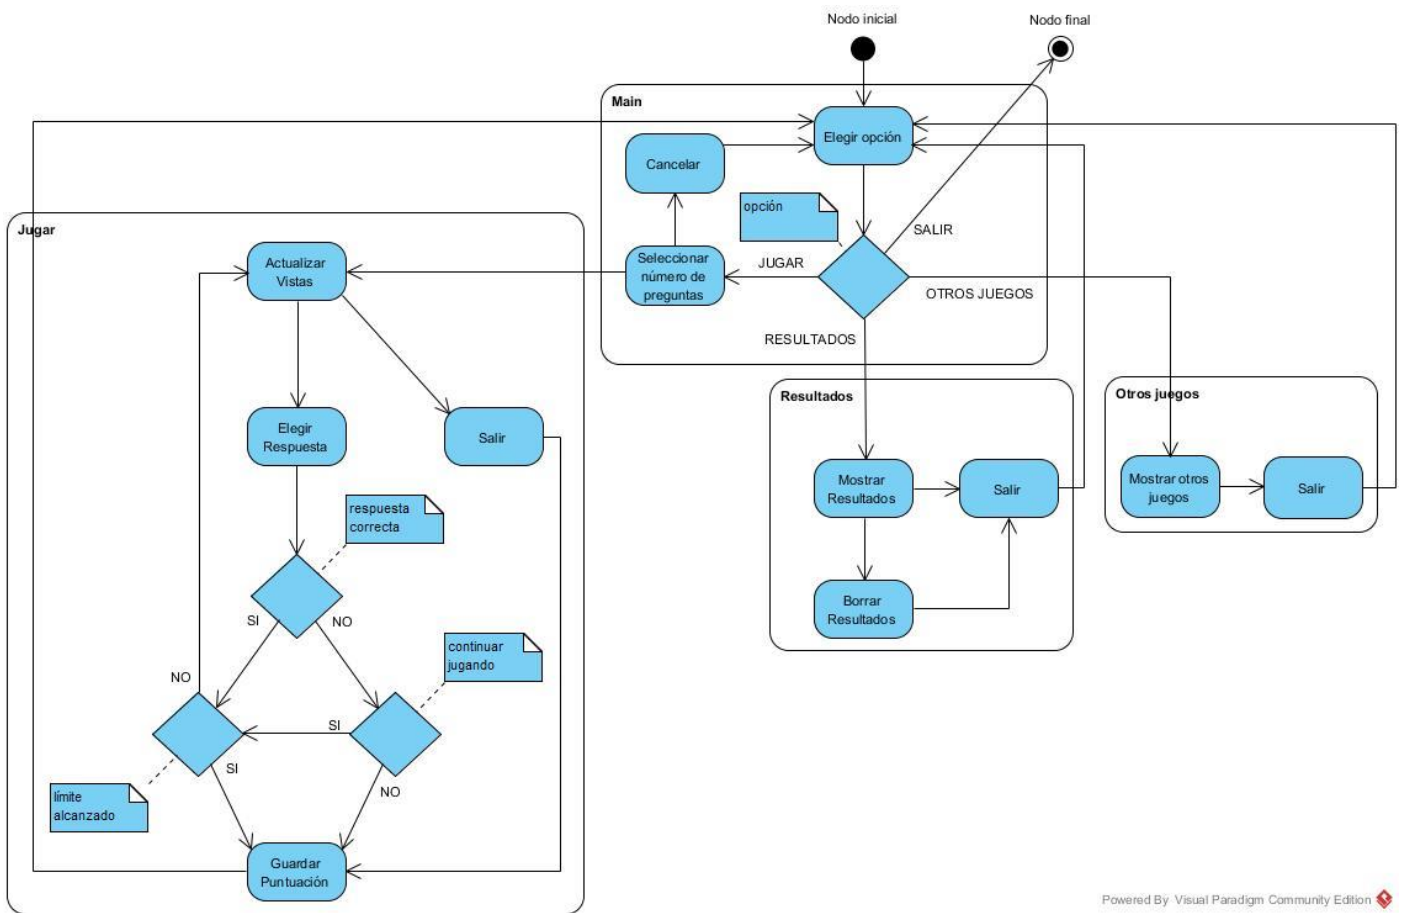 Nodo inicial
Nodo final
Main
Elegir opción
Cancelar
opción
SALIR
Seleccionar
número de
preguntas
JUGAR
OTROS JUEGOS
RESULTADOS
Jugar
Actualizar
Vistas
Elegir
Respuesta
Salir
respuesta
correcta
SI
NO
continuar
jugando
NO
SI
SI
NO
límite
alcanzado
Guardar
Puntuación
Resultados
Mostrar
Resultados
Salir
Borrar
Resultados
Otros juegos
Mostrar otros
juegos
Salir
Powered By Visual Paradigm Community Edition